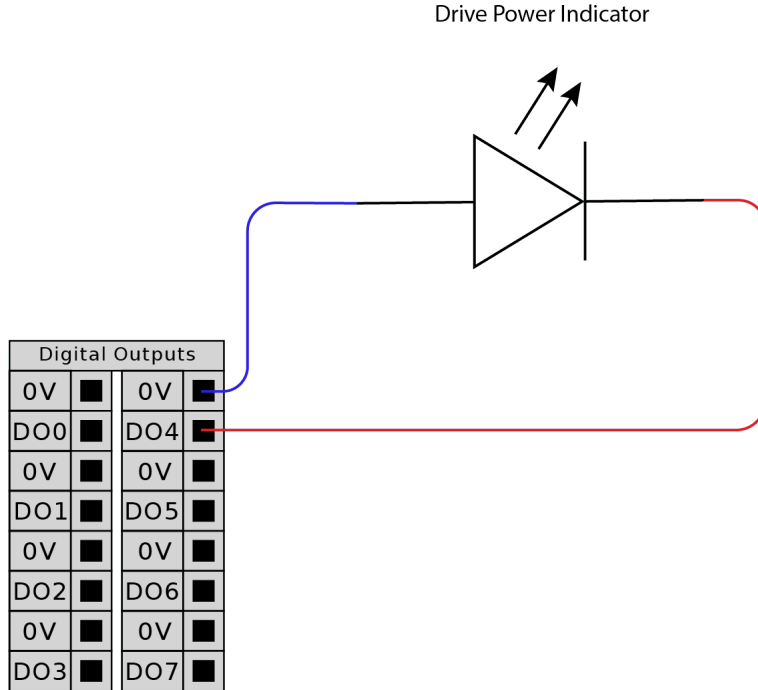 Drive Power Indicator
Digital Outputs
0V 0V
DO0 DO4
0V 0V
DO1 DO5
0V 0V
DO2 DO6
0V 0V
DO3 DO7